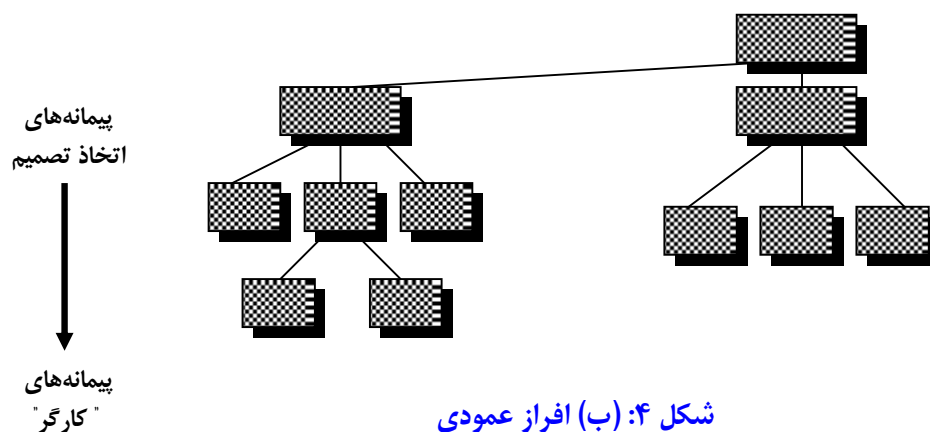 پیمانه‌های
اتخاذ تصمیم
پیمانه‌های
" کارگر"
شکل ۴: (ب) افراز عمودی